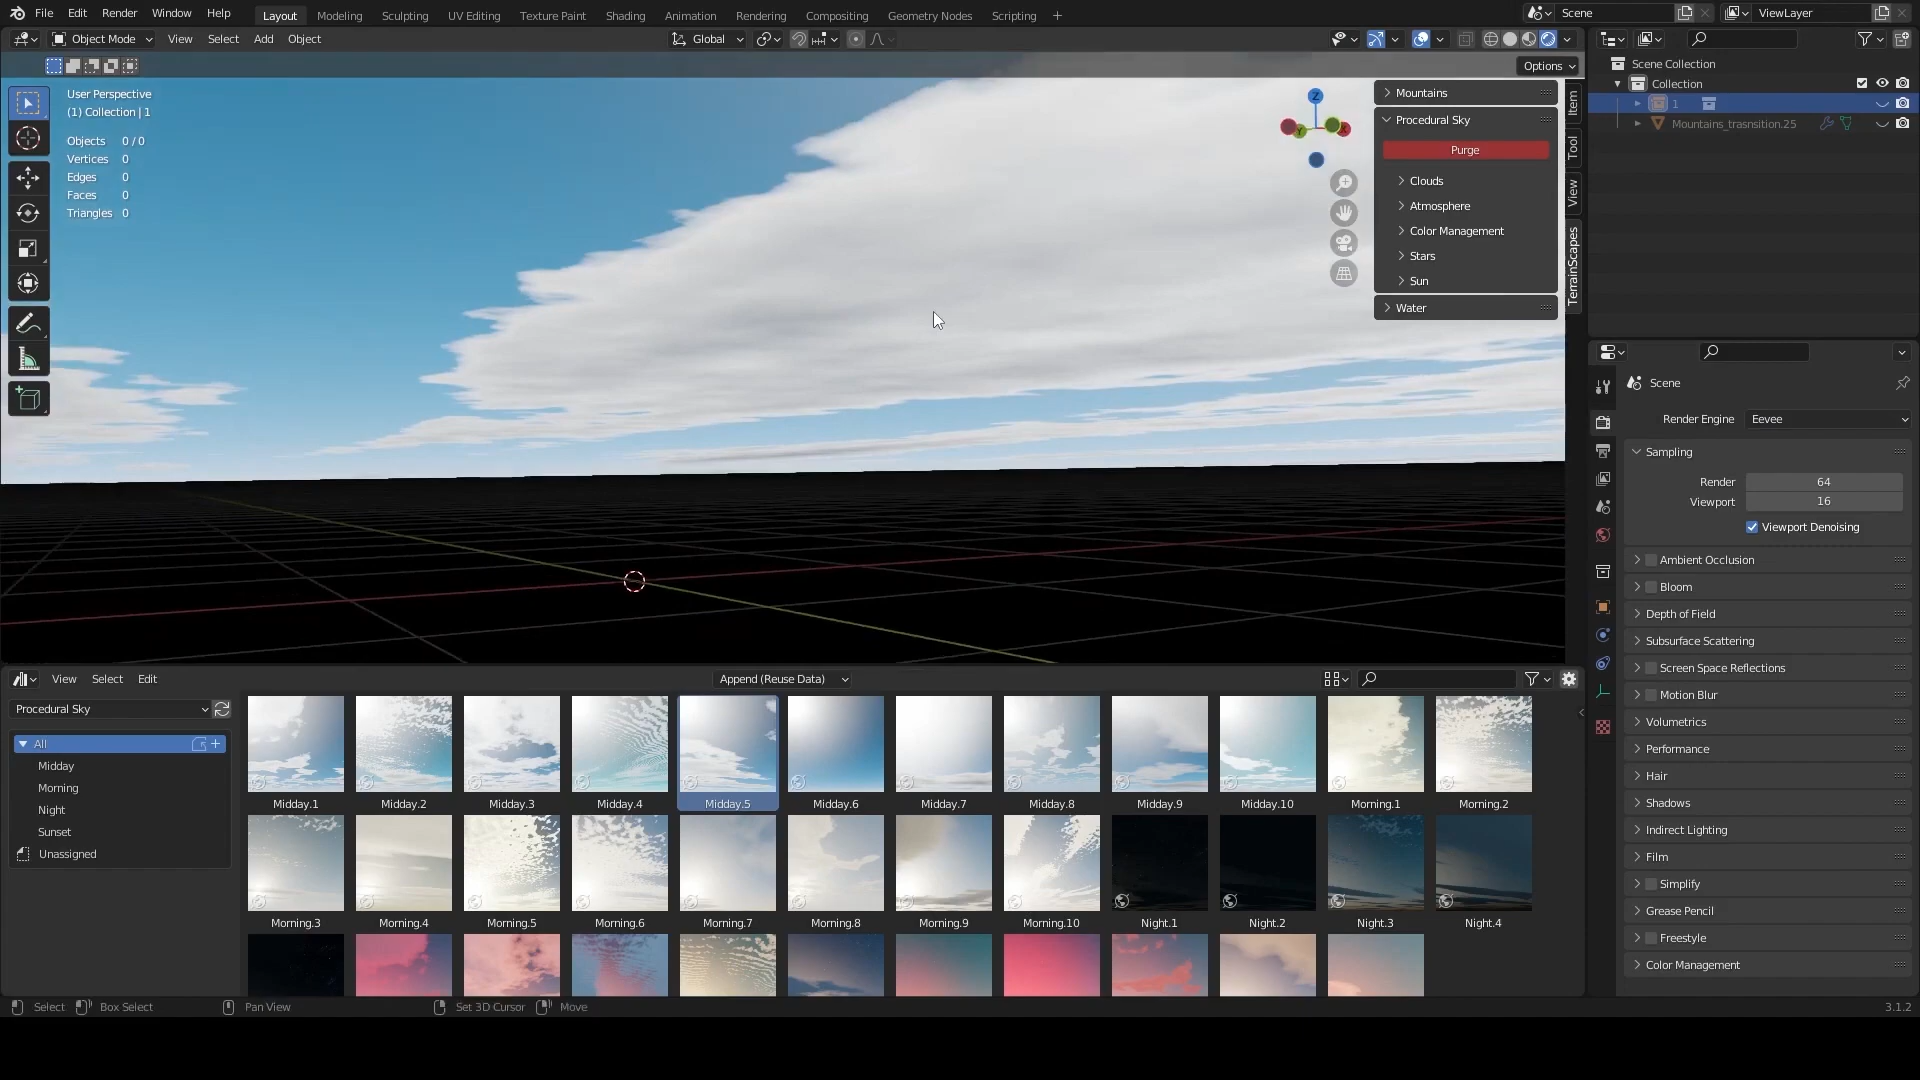 File Edit Render Window Help
Layout Modeling Sculpting UV Editing Texture Paint Shading Animation Rendering Compositing Geometry Nodes Scripting +
Scene ViewLayer
Object Mode View Select Add Object
Global
Options
User Perspective
(1) Collection | 1
Objects 0 / 0
Vertices 0
Edges 0
Faces 0
Triangles 0
Z
Y
X
Mountains
Procedural Sky
Purge
Clouds
Atmosphere
Color Management
Stars
Sun
Water
Item
Tool
View
TerrainScapes
Scene Collection
Collection
1
Mountains_trasnsition.25
Scene
Render Engine Eevee
Sampling
Render 64
Viewport 16
Viewport Denoising
Ambient Occlusion
Bloom
Depth of Field
Subsurface Scattering
Screen Space Reflections
Motion Blur
Volumetrics
Performance
Hair
Shadows
Indirect Lighting
Film
Simplify
Grease Pencil
Freestyle
Color Management
View Select Edit
Append (Reuse Data)
Procedural Sky
All
Midday
Morning
Night
Sunset
Unassigned
Midday.1 Midday.2 Midday.3 Midday.4 Midday.5 Midday.6 Midday.7 Midday.8 Midday.9 Midday.10 Morning.1 Morning.2
Morning.3 Morning.4 Morning.5 Morning.6 Morning.7 Morning.8 Morning.9 Morning.10 Night.1 Night.2 Night.3 Night.4
Select Box Select Pan View Set 3D Cursor Move
3.1.2